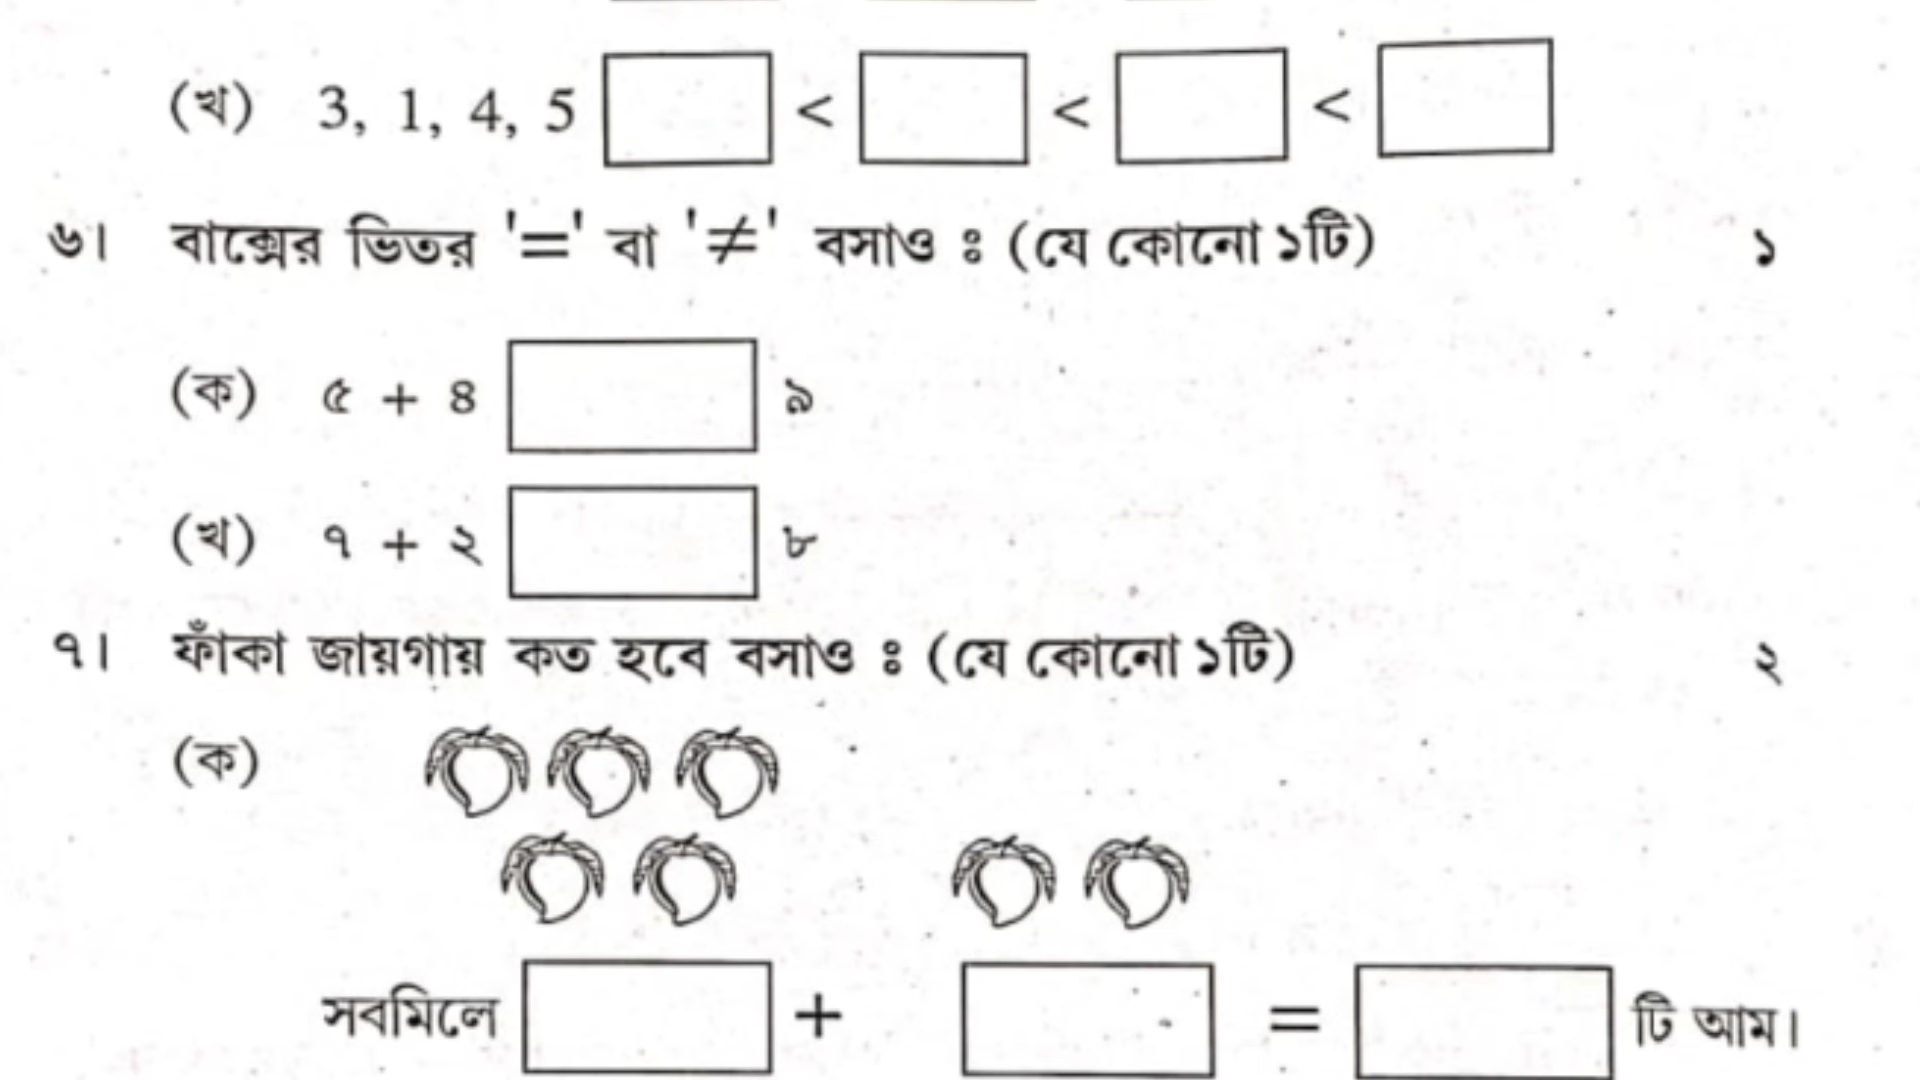 (খ) 3, 1, 4, 5 < < <
৬। বাক্সের ভিতর '=' বা '≠' বসাও ঃ (যে কোনো ১টি) ১
(ক) ৫ + ৪ ৯
(খ) ৭ + ২ ৮
৭। ফাঁকা জায়গায় কত হবে বসাও ঃ (যে কোনো ১টি) ২
(ক)
সবমিলে + = টি আম।